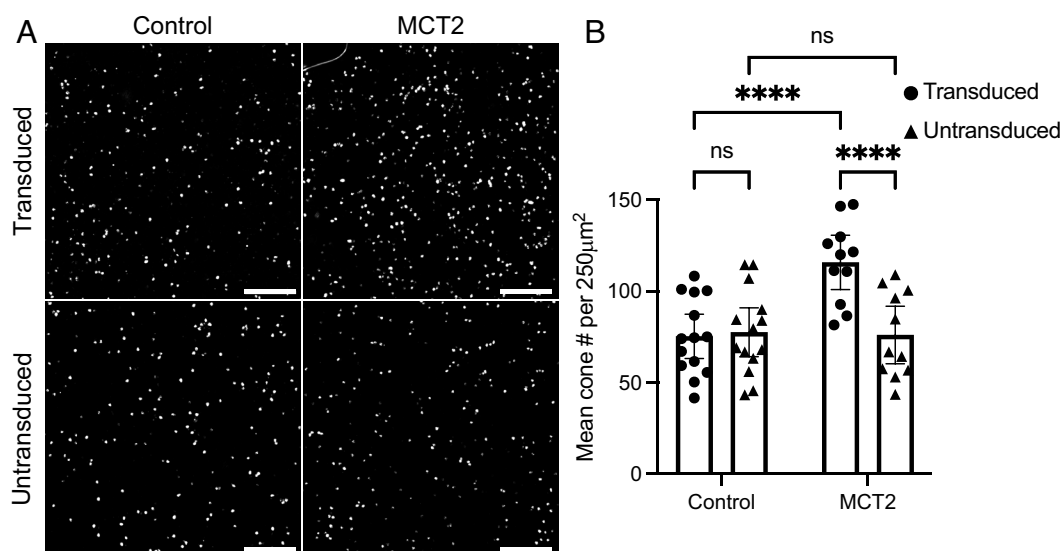 A
Control
MCT2
Transduced
Untransduced
B
ns
****
ns
****
● Transduced
▲ Untransduced
Mean cone # per 250μm²
150
100
50
0
Control
MCT2